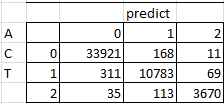 predict
A 0 1 2
C 0 33921 168 11
T 1 311 10783 69
2 35 113 3670